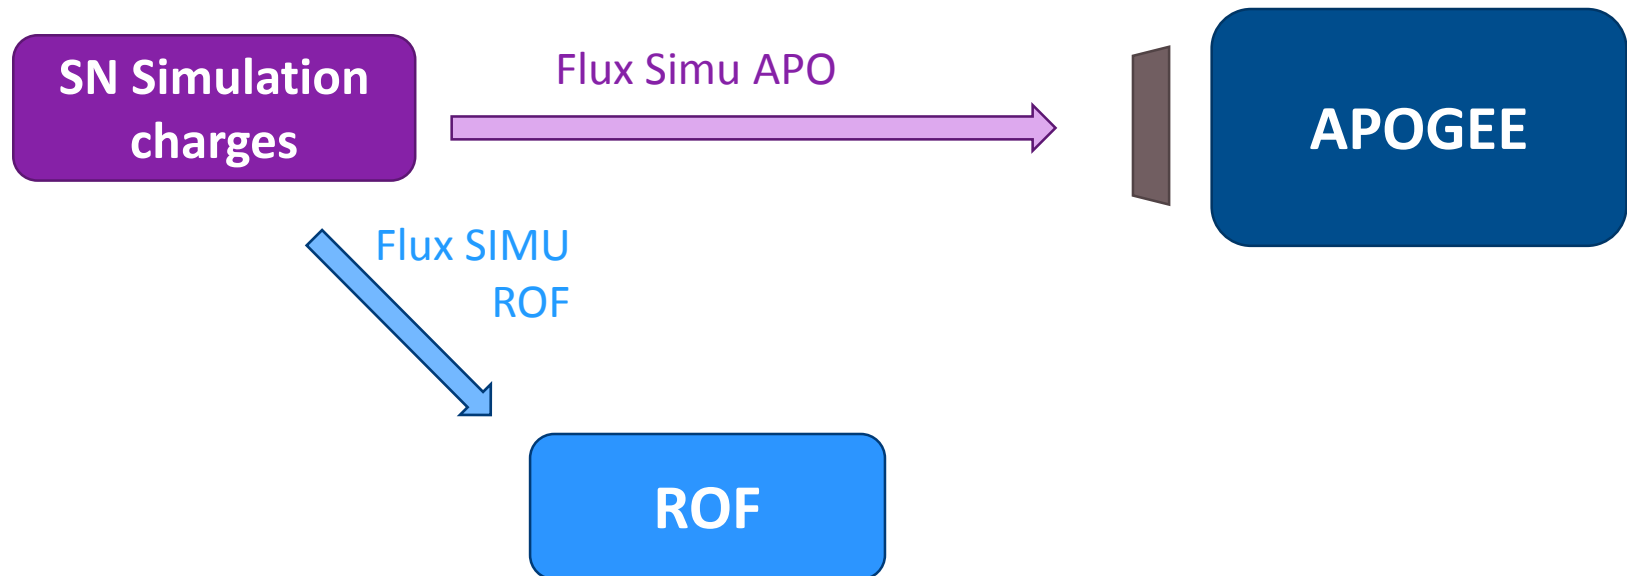 SN Simulation
charges
Flux Simu APO
APOGEE
Flux SIMU
ROF
ROF